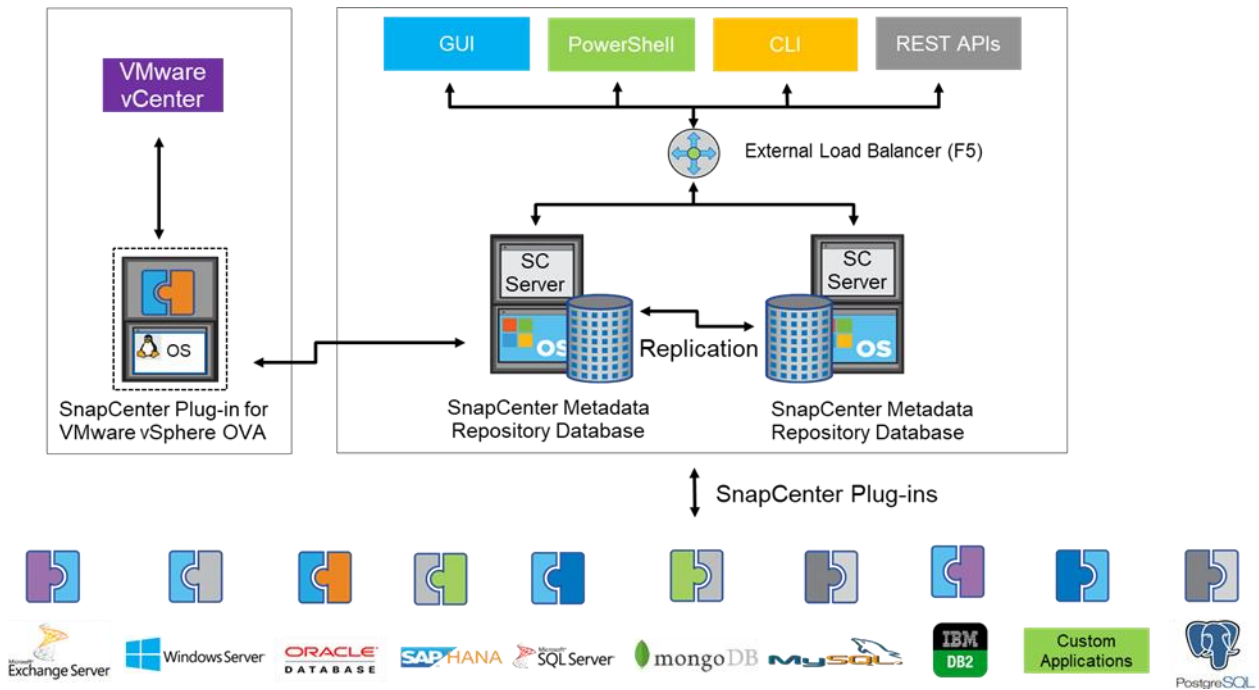 VMware
vCenter
GUI
PowerShell
CLI
REST APIs
External Load Balancer (F5)
SC
Server
OS
SC
Server
OS
OS
Replication
SnapCenter Plug-in for
VMware vSphere OVA
SnapCenter Metadata
Repository Database
SnapCenter Metadata
Repository Database
SnapCenter Plug-ins
Microsoft
Exchange Server
Windows Server
ORACLE
DATABASE
SAP HANA
Microsoft
SQL Server
mongoDB
MySQL
IBM
DB2
Custom
Applications
PostgreSQL